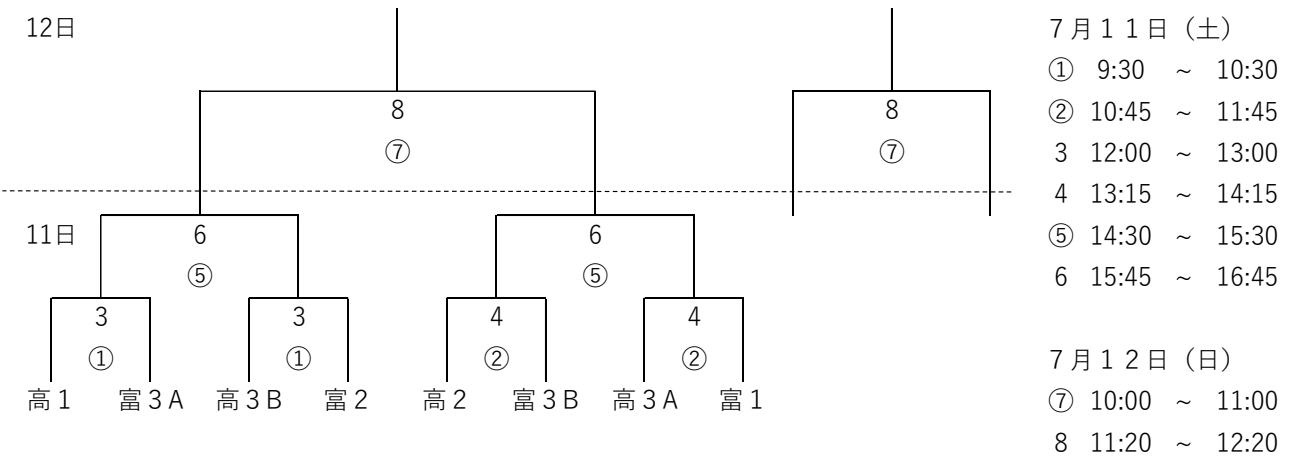 12日
8 8
⑦ ⑦
11日
6 6
⑤ ⑤
3 3 4 4
① ① ② ②
高1 富3A 高3B 富2 高2 富3B 高3A 富1
７月１１日（土）
① 9:30 ~ 10:30
② 10:45 ~ 11:45
3 12:00 ~ 13:00
4 13:15 ~ 14:15
⑤ 14:30 ~ 15:30
6 15:45 ~ 16:45
７月１２日（日）
⑦ 10:00 ~ 11:00
8 11:20 ~ 12:20